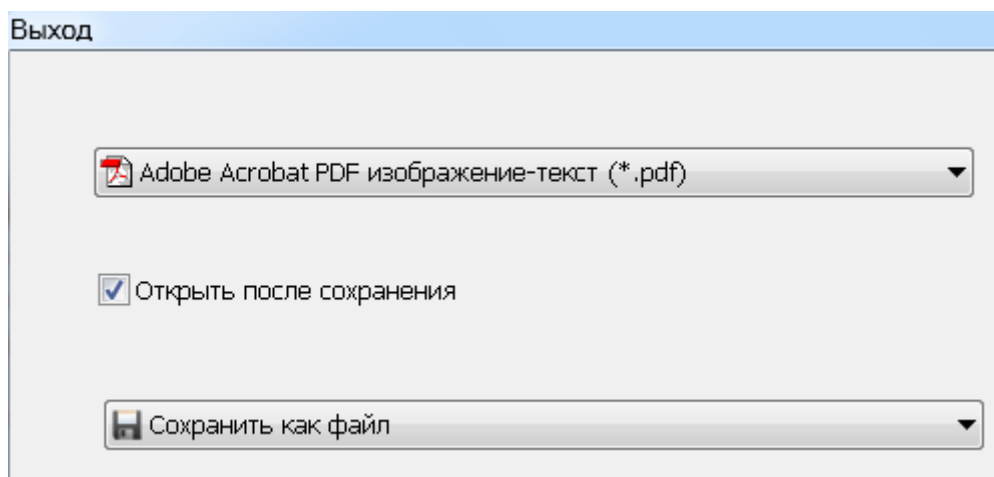 Выход
Adobe Acrobat PDF изображение-текст (*.pdf)
Открыть после сохранения
Сохранить как файл